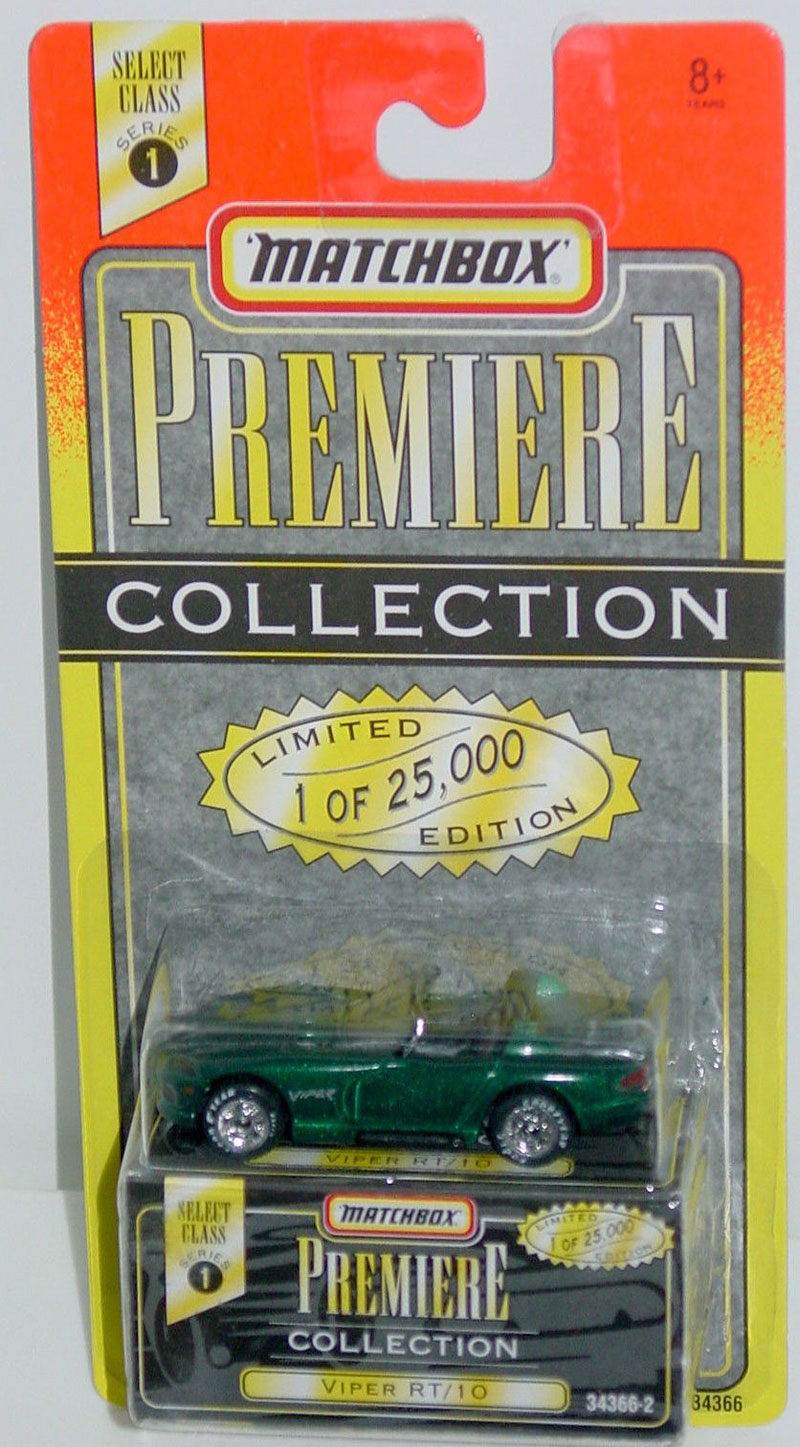 SELECT
CLASS
SERIES
1
8+
YEARS
'MATCHBOX'®
PREMIERE
COLLECTION
LIMITED
1 OF 25,000
EDITION
VIPER
VIPER RT/10
SELECT
CLASS
SERIES
1
MATCHBOX
LIMITED
1 OF 25,000
EDITION
PREMIERE
COLLECTION
VIPER RT/10
34366-2
34366